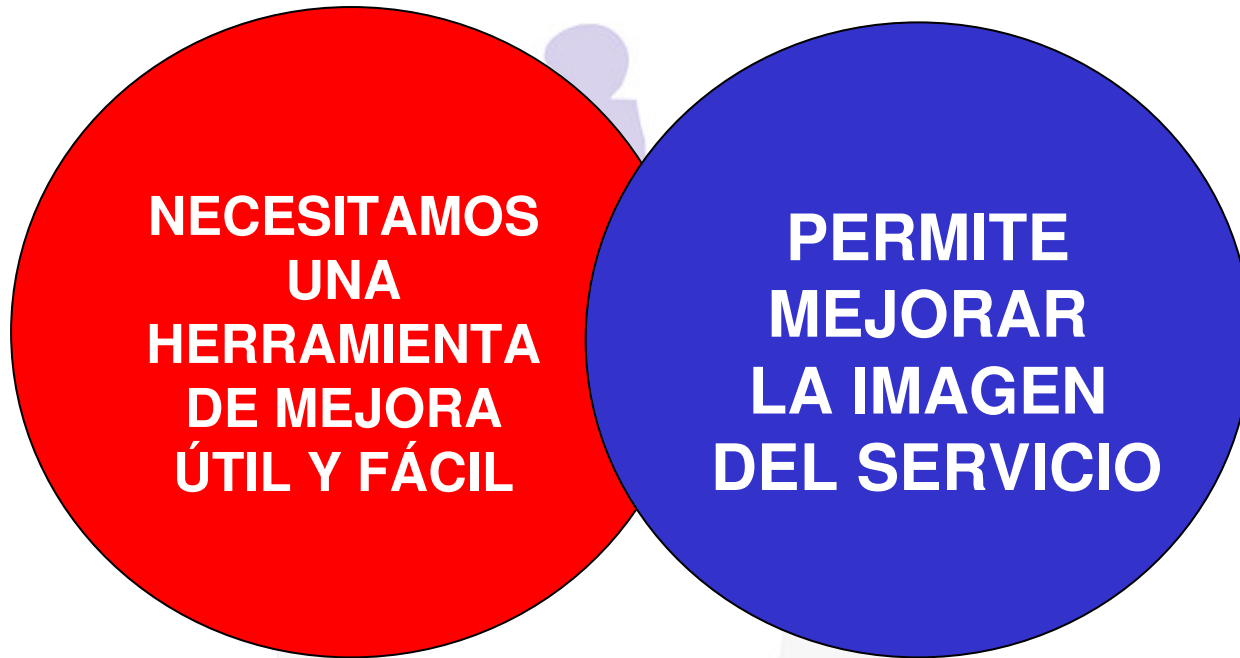 NECESITAMOS
UNA
HERRAMIENTA
DE MEJORA
ÚTIL Y FÁCIL
PERMITE
MEJORAR
LA IMAGEN
DEL SERVICIO